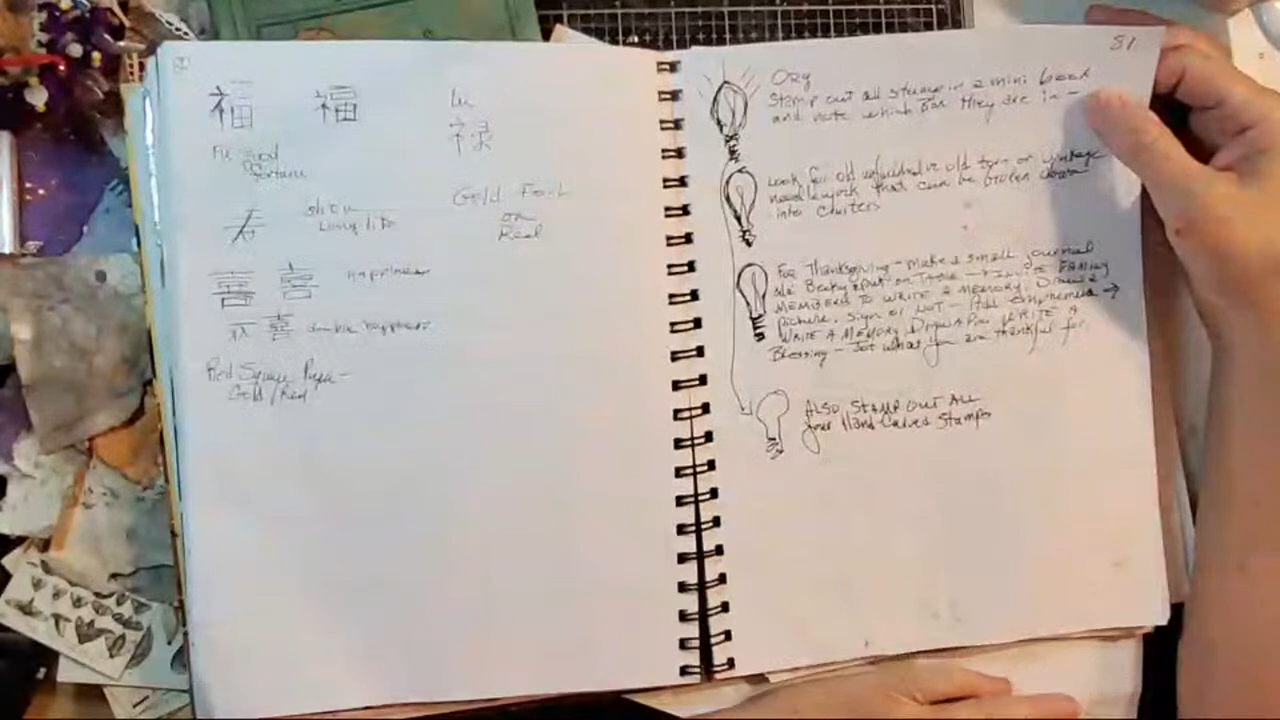 福 福
Fu Good
Fortune
Lu
禄
寿 shou
Long life
Gold Foil
on
Red
喜 喜 happiness
喜 double happiness
Red Square Paper –
Gold/Red
81
Org
Stamp out all stamps in a mini book
and note which box they are in –
Look for old unfinished or old torn or vintage
needlework that can be broken down
into clusters
For Thanksgiving – make a small journal
put on Table → Invite FAMILY
MEMBERS TO WRITE A MEMORY, Draw a
picture, Sign or NOT – Add ephemera →
WRITE A MEMORY Draw A Pic WRITE A
Blessing – Jot what you are thankful for
ALSO STAMP OUT ALL
your Hand Carved Stamps